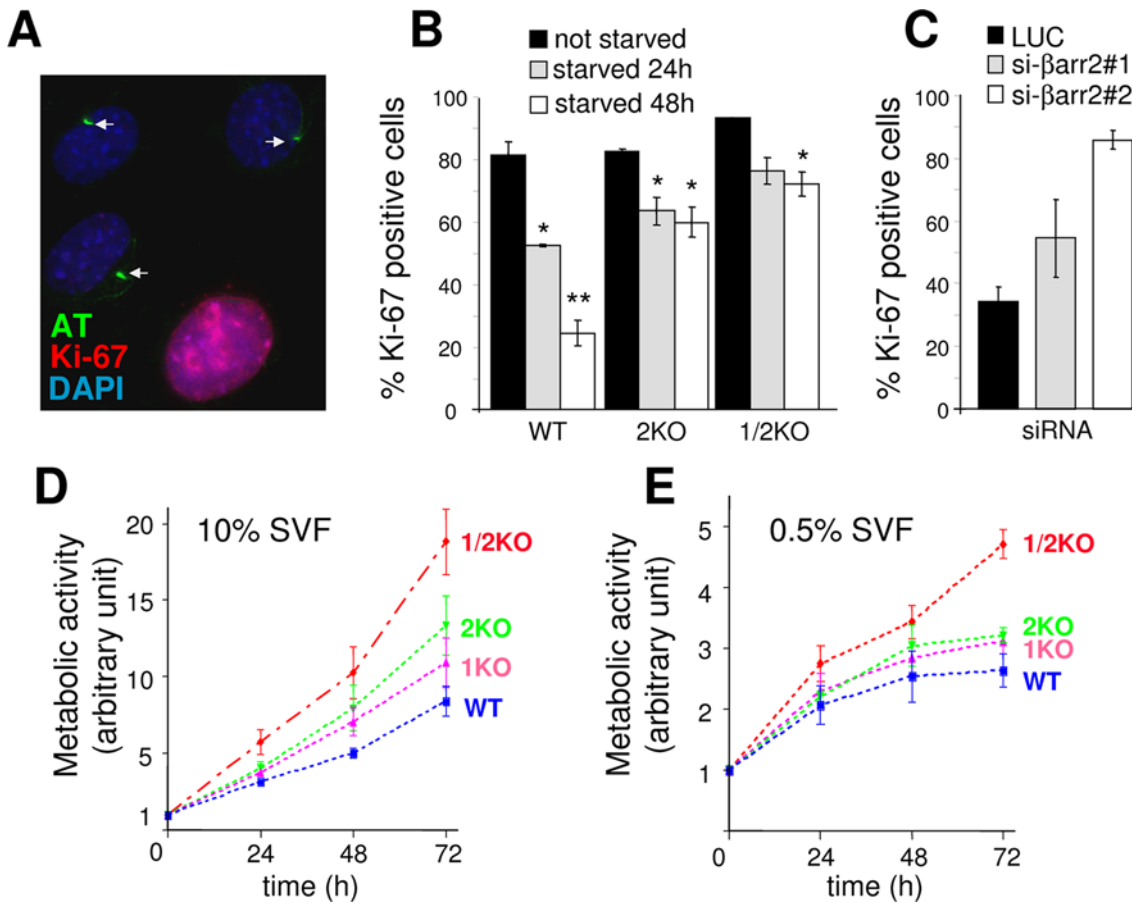 A
AT
Ki-67
DAPI
B
not starved
starved 24h
starved 48h
% Ki-67 positive cells
100
80
60
40
20
0
*
**
*
*
*
WT
2KO
1/2KO
C
LUC
si-βarr2#1
si-βarr2#2
% Ki-67 positive cells
100
80
60
40
20
0
siRNA
D
10% SVF
Metabolic activity
(arbitrary unit)
20
15
10
5
1
1/2KO
2KO
1KO
WT
0
24
48
72
time (h)
E
0.5% SVF
Metabolic activity
(arbitrary unit)
5
4
3
2
1
1/2KO
2KO
1KO
WT
0
24
48
72
time (h)